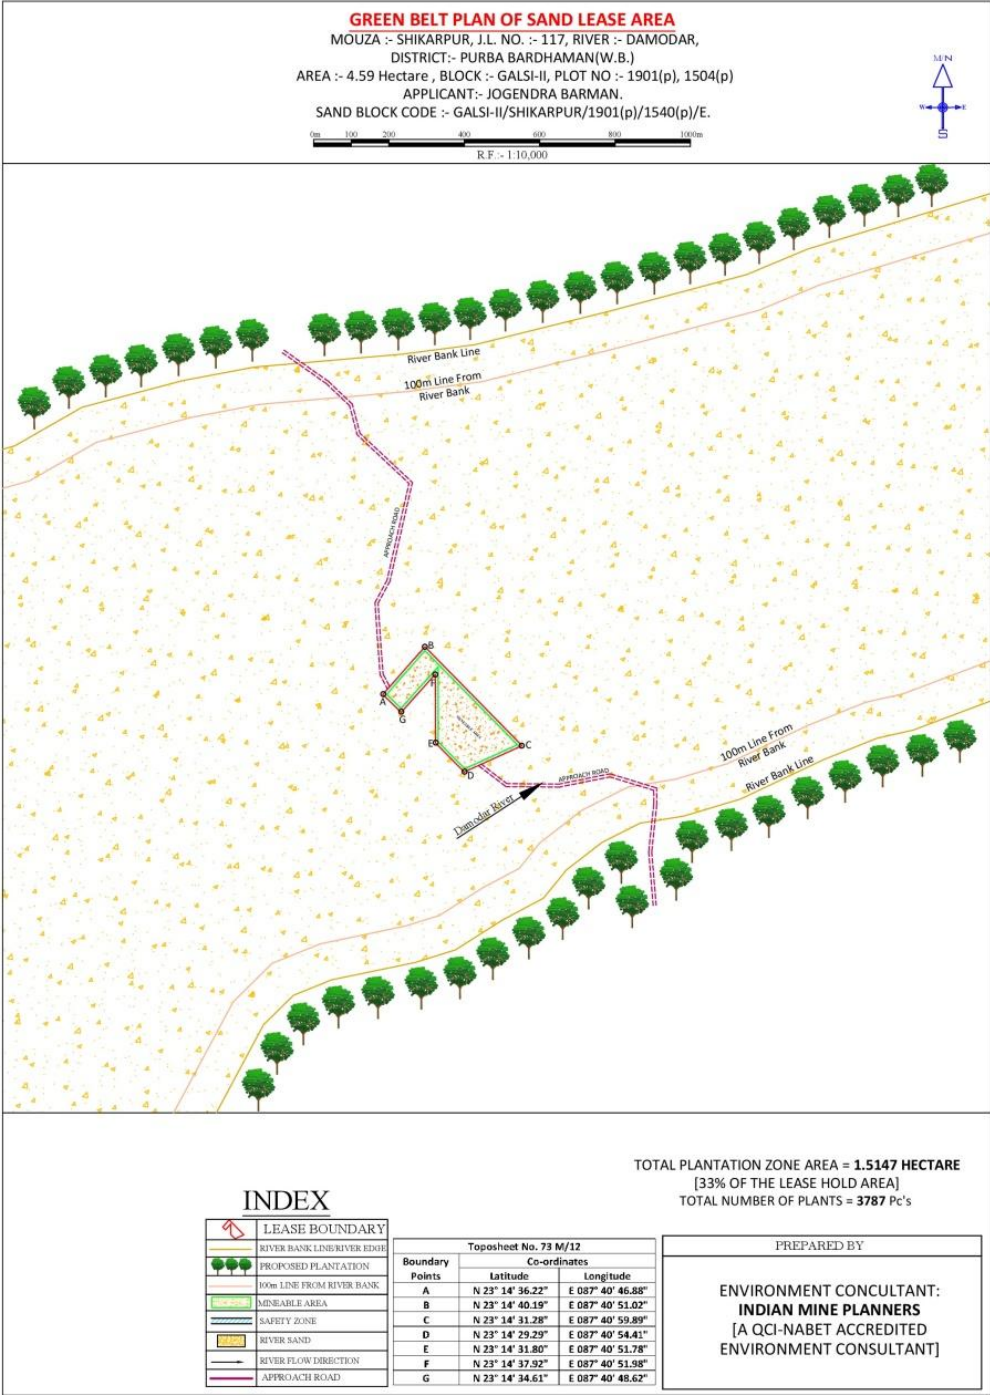 GREEN BELT PLAN OF SAND LEASE AREA
MOUZA :- SHIKARPUR, J.L. NO. :- 117, RIVER :- DAMODAR,
DISTRICT:- PURBA BARDHAMAN(W.B.)
AREA :- 4.59 Hectare , BLOCK :- GALSI-II, PLOT NO :- 1901(p), 1504(p)
APPLICANT:- JOGENDRA BARMAN.
SAND BLOCK CODE :- GALSI-II/SHIKARPUR/1901(p)/1540(p)/E.
M/N
W E
S
0m 100 200 400 600 800 1000m
R.F.:- 1:10,000
River Bank Line
100m Line From
River Bank
APPROACH ROAD
B
F
A
G
E
C
D
APPROACH ROAD
Damodar River
100m Line From
River Bank
River Bank Line
TOTAL PLANTATION ZONE AREA = 1.5147 HECTARE
[33% OF THE LEASE HOLD AREA]
TOTAL NUMBER OF PLANTS = 3787 Pc's
INDEX
LEASE BOUNDARY
RIVER BANK LINE/RIVER EDGE
PROPOSED PLANTATION
100m LINE FROM RIVER BANK
MINEABLE AREA
SAFETY ZONE
RIVER SAND
RIVER FLOW DIRECTION
APPROACH ROAD
Toposheet No. 73 M/12
Boundary Points Co-ordinates
Latitude Longitude
A N 23° 14' 36.22" E 087° 40' 46.88"
B N 23° 14' 40.19" E 087° 40' 51.02"
C N 23° 14' 31.28" E 087° 40' 59.89"
D N 23° 14' 29.29" E 087° 40' 54.41"
E N 23° 14' 31.80" E 087° 40' 51.78"
F N 23° 14' 37.92" E 087° 40' 51.98"
G N 23° 14' 34.61" E 087° 40' 48.62"
PREPARED BY
ENVIRONMENT CONCULTANT:
INDIAN MINE PLANNERS
[A QCI-NABET ACCREDITED
ENVIRONMENT CONSULTANT]